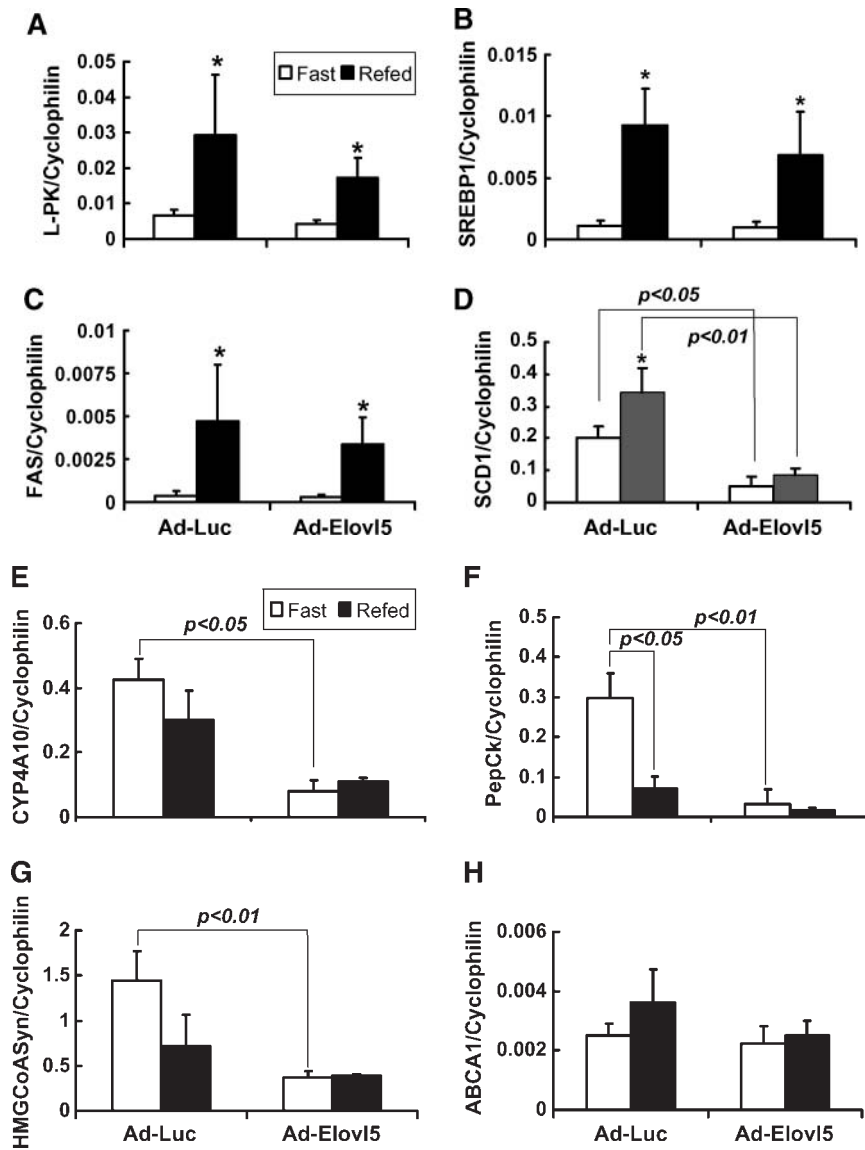 A
L-PK/Cyclophilin
0.05
0.04
0.03
0.02
0.01
0
*
*
Fast Refed
B
SREBP1/Cyclophilin
0.015
0.01
0.005
0
*
*
C
FAS/Cyclophilin
0.01
0.0075
0.005
0.0025
0
*
*
Ad-Luc Ad-Elovl5
D
SCD1/Cyclophilin
p<0.05
p<0.01
0.5
0.4
0.3
0.2
0.1
0
*
Ad-Luc Ad-Elovl5
E
CYP4A10/Cyclophilin
0.6
0.4
0.2
0
p<0.05
Fast Refed
F
PepCk/Cyclophilin
0.5
0.4
0.3
0.2
0.1
0
p<0.01
p<0.05
G
HMGCoASyn/Cyclophilin
2
1.5
1
0.5
0
p<0.01
Ad-Luc Ad-Elovl5
H
ABCA1/Cyclophilin
0.006
0.004
0.002
0
Ad-Luc Ad-Elovl5